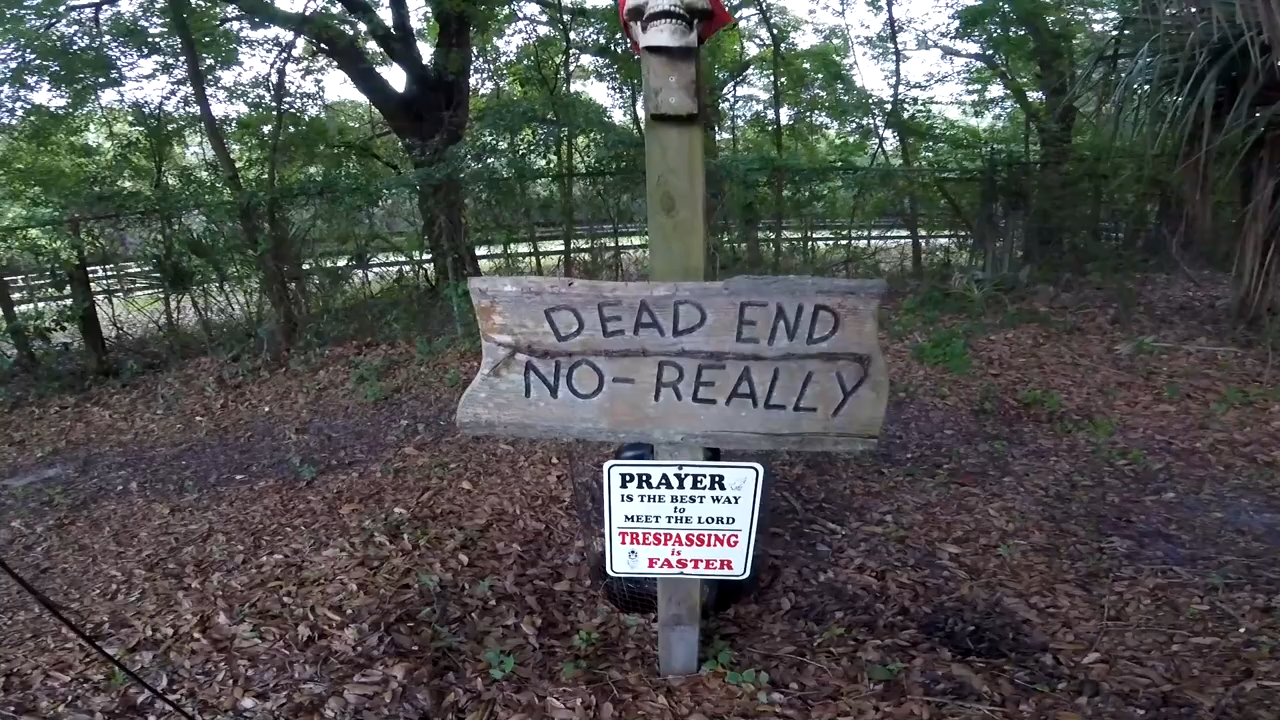 DEAD END
NO-REALLY
PRAYER
IS THE BEST WAY
to
MEET THE LORD
TRESPASSING
is
FASTER